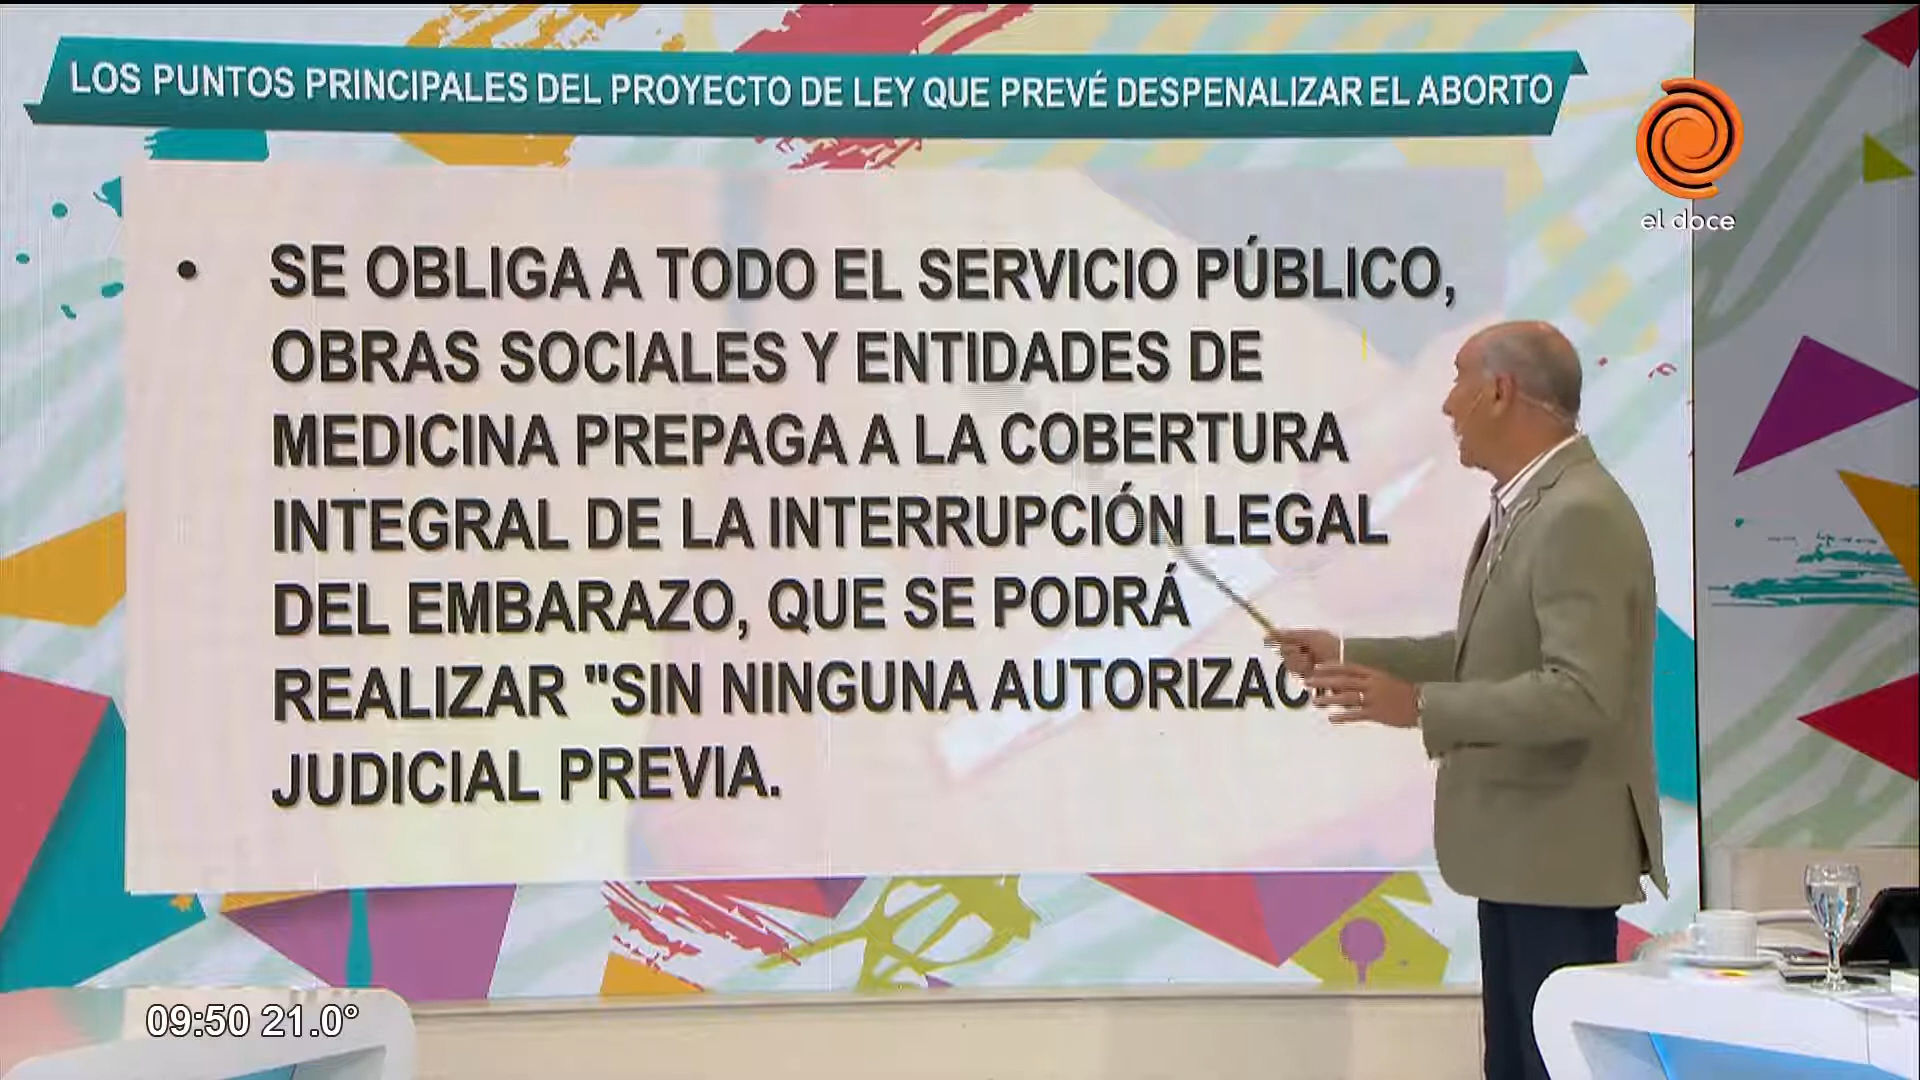 LOS PUNTOS PRINCIPALES DEL PROYECTO DE LEY QUE PREVÉ DESPENALIZAR EL ABORTO
el doce
• SE OBLIGA A TODO EL SERVICIO PÚBLICO,
OBRAS SOCIALES Y ENTIDADES DE
MEDICINA PREPAGA A LA COBERTURA
INTEGRAL DE LA INTERRUPCIÓN LEGAL
DEL EMBARAZO, QUE SE PODRÁ
REALIZAR "SIN NINGUNA
JUDICIAL PREVIA.
09:50 21.0°